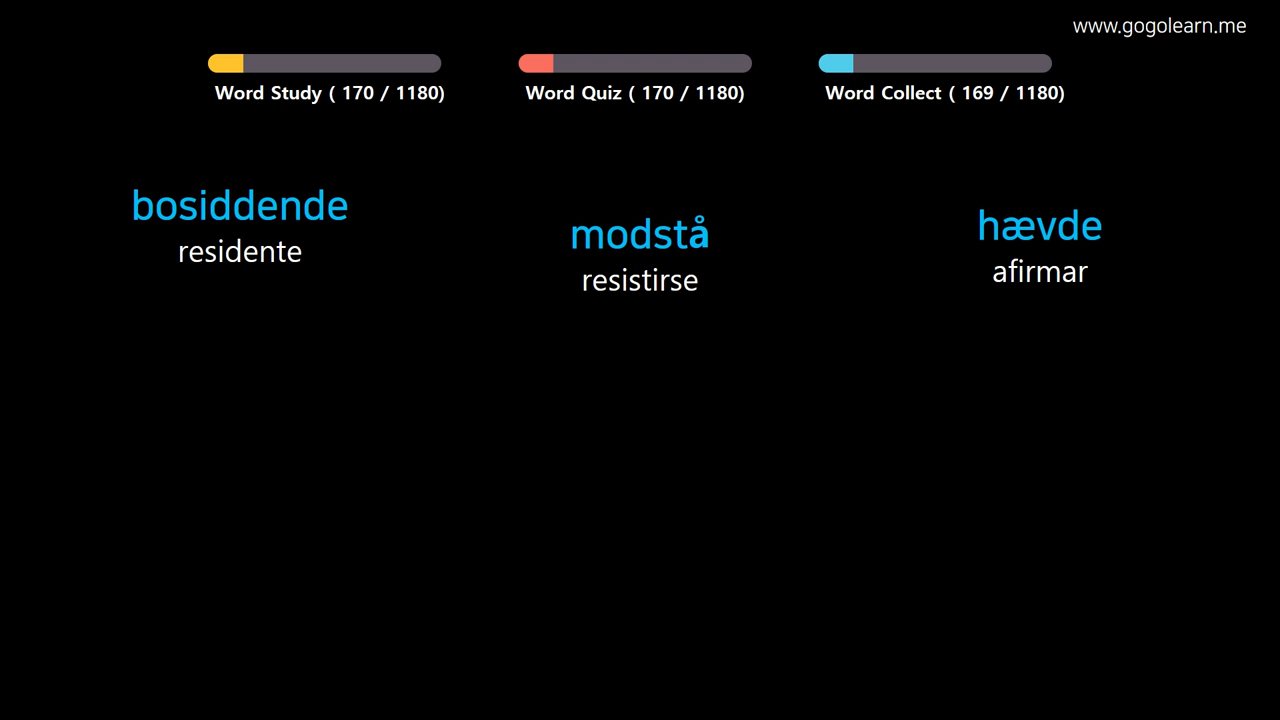 www.gogolearn.me
Word Study ( 170 / 1180)
Word Quiz ( 170 / 1180)
Word Collect ( 169 / 1180)
bosiddende
residente
modstå
resistirse
hævde
afirmar